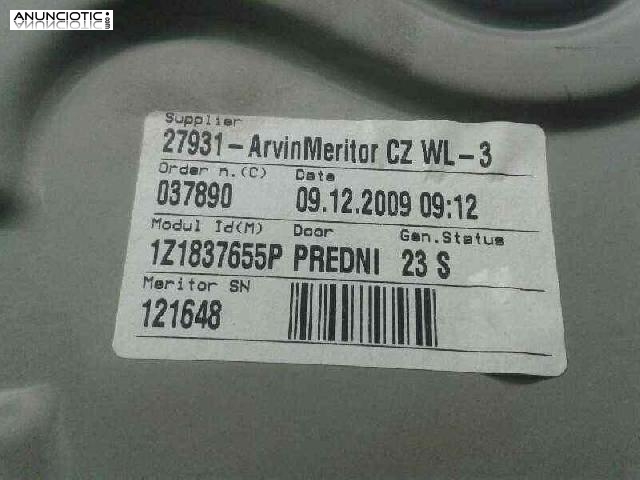 ANUNCIOTIC.es
Supplier
27931-ArvinMeritor CZ WL-3
Order n.(C) Date
037890 09.12.2009 09:12
Modul Id(M) Door Gen.Status
1Z1837655P PREDNI 23 S
Meritor SN
121648